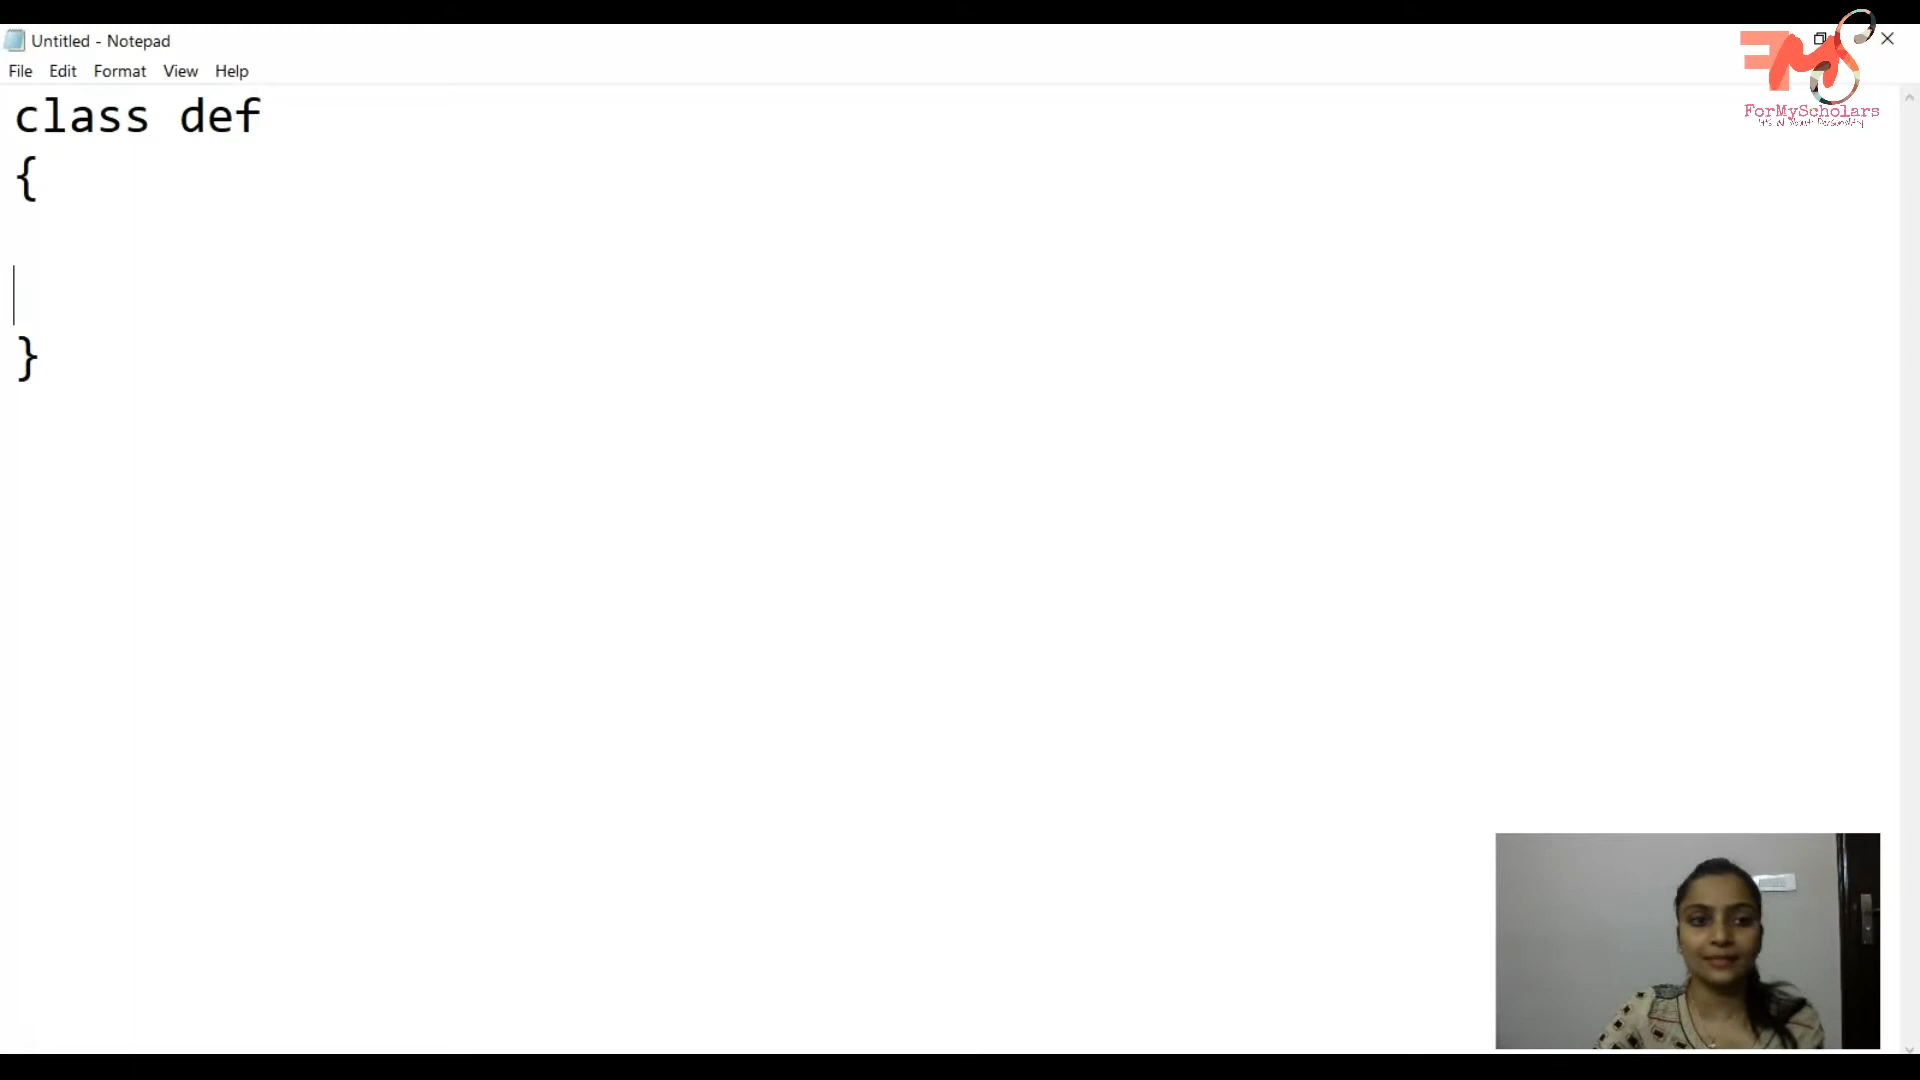 Untitled - Notepad
File Edit Format View Help
class def
{
}
ForMyScholars